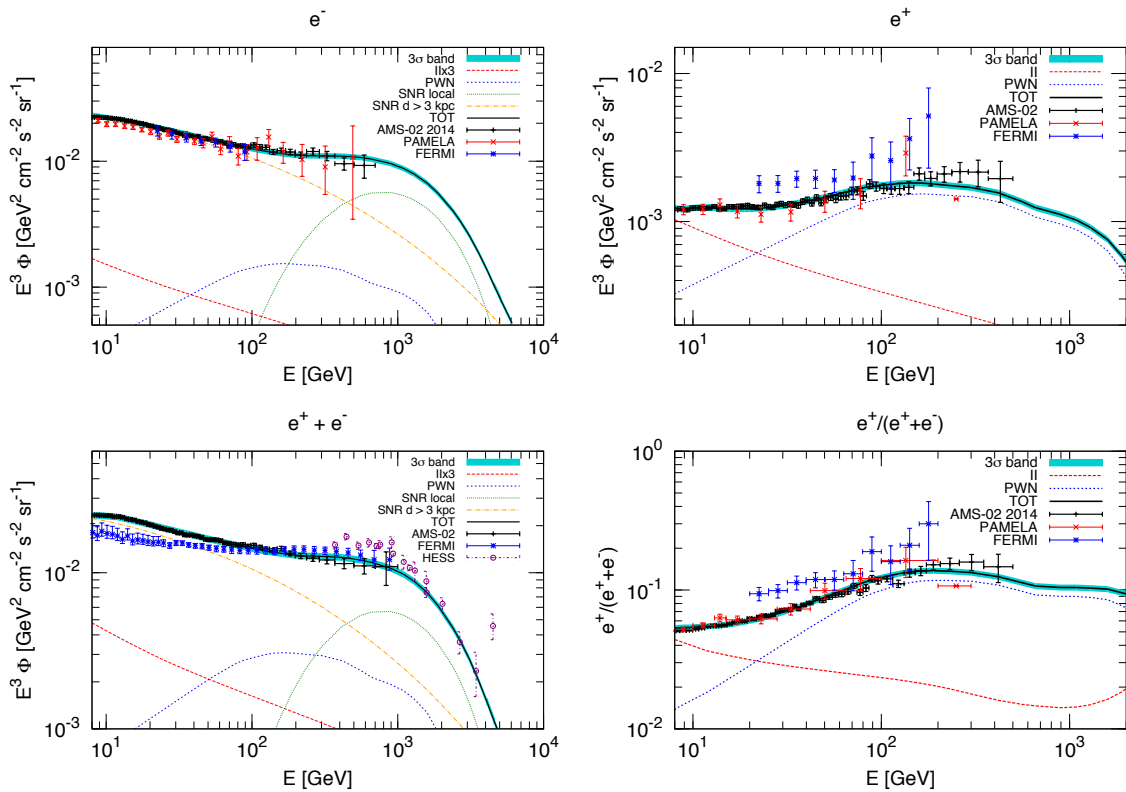 e⁻
E³ Φ [GeV² cm⁻² s⁻² sr⁻¹]
10⁻²
10⁻³
3σ band
IIx3
PWN
SNR local
SNR d > 3 kpc
TOT
AMS-02 2014
PAMELA
FERMI
10¹ 10² 10³ 10⁴
E [GeV]
e⁺
E³ Φ [GeV² cm⁻² s⁻² sr⁻¹]
10⁻²
10⁻³
3σ band
II
PWN
TOT
AMS-02
PAMELA
FERMI
10¹ 10² 10³
E [GeV]
e⁺ + e⁻
E³ Φ [GeV² cm⁻² s⁻² sr⁻¹]
10⁻²
10⁻³
3σ band
IIx3
PWN
SNR local
SNR d > 3 kpc
TOT
AMS-02
FERMI
HESS
10¹ 10² 10³ 10⁴
E [GeV]
e⁺/(e⁺+e⁻)
e⁺/(e⁺+e⁻)
10⁰
10⁻¹
10⁻²
3σ band
II
PWN
TOT
AMS-02 2014
PAMELA
FERMI
10¹ 10² 10³
E [GeV]